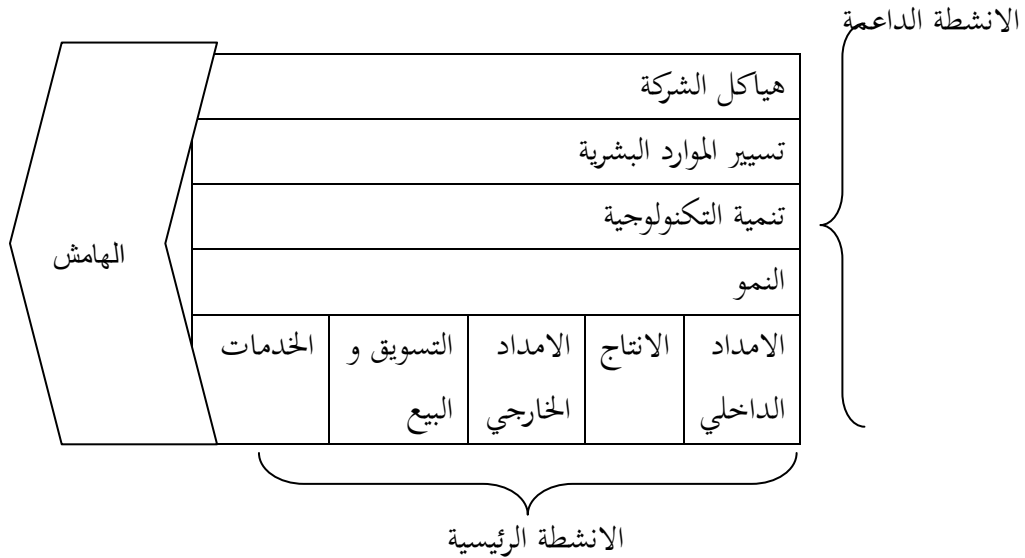 الانشطة الداعمة
هياكل الشركة
تسيير الموارد البشرية
تنمية التكنولوجية
النمو
الامداد
الداخلي
الانتاج
الامداد
الخارجي
التسويق و
البيع
الخدمات
الهامش
الانشطة الرئيسية